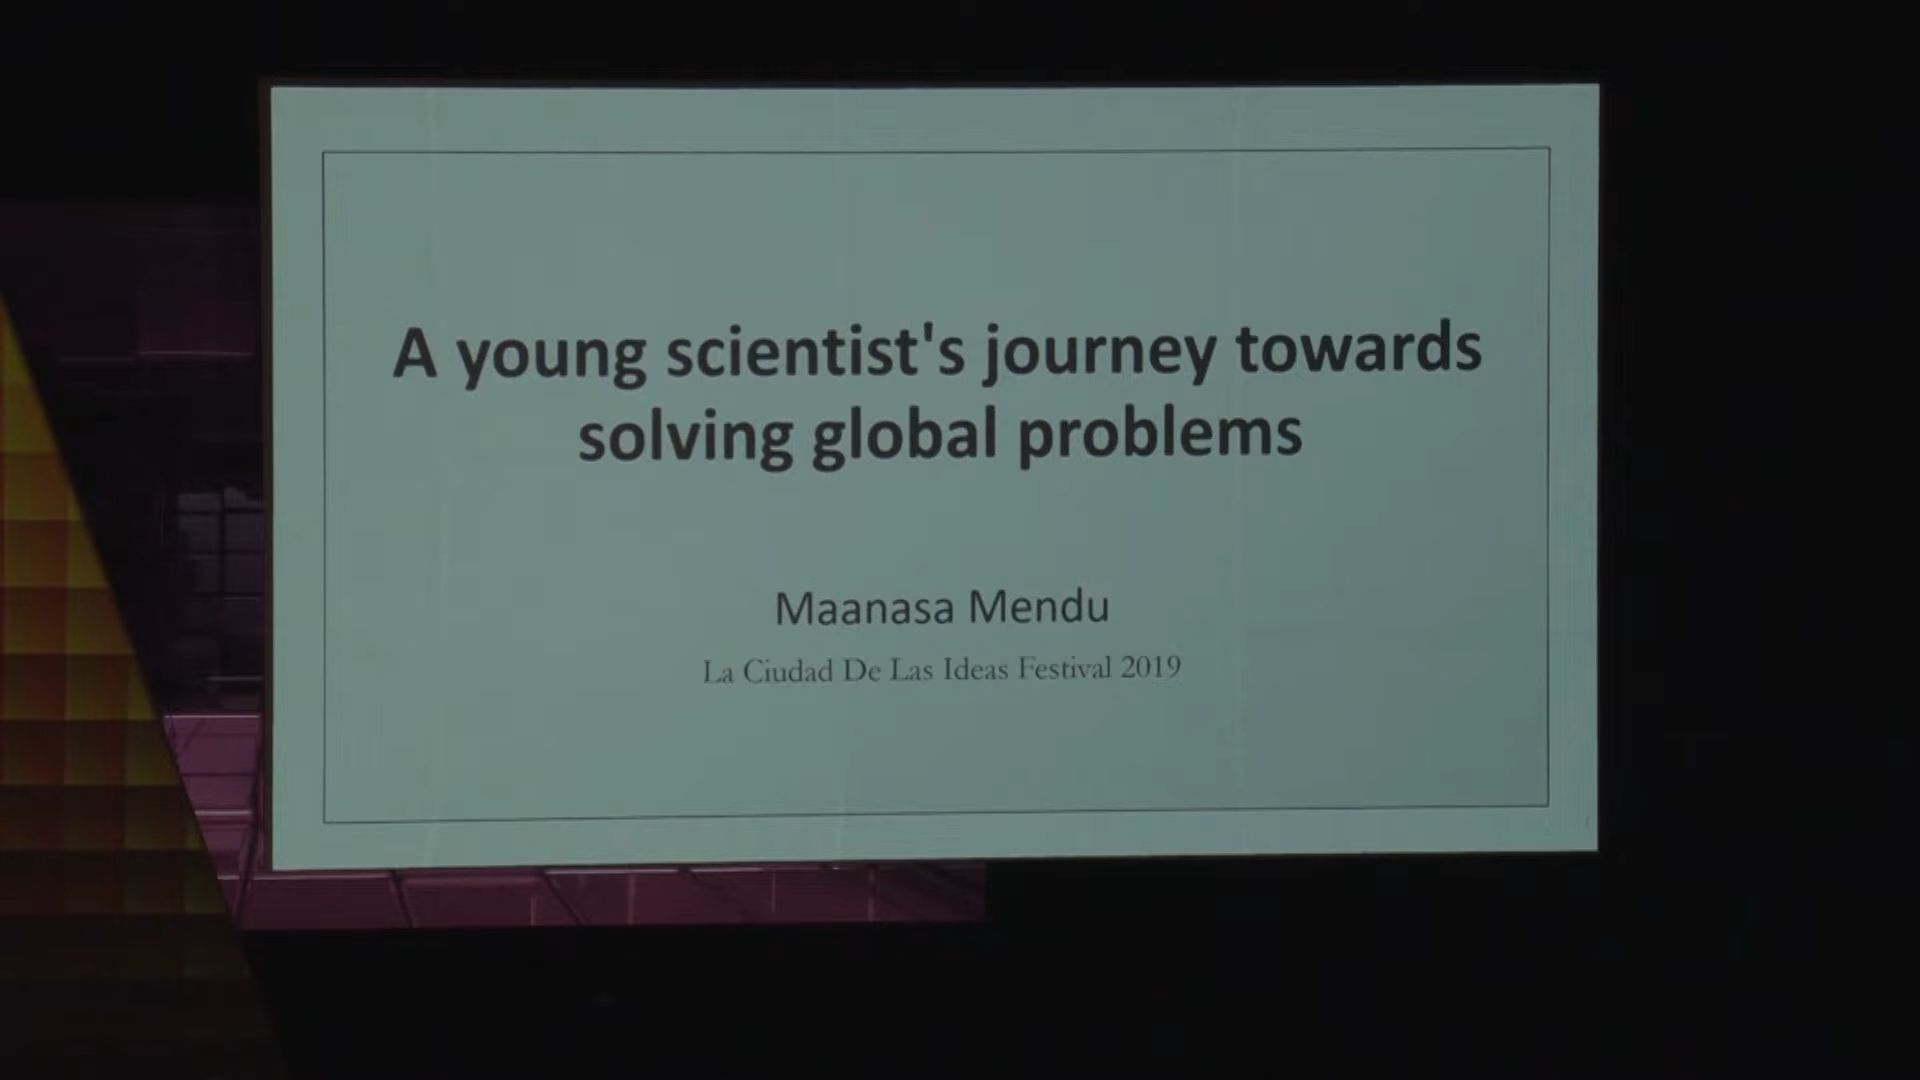 A young scientist's journey towards
solving global problems
Maanasa Mendu
La Ciudad De Las Ideas Festival 2019